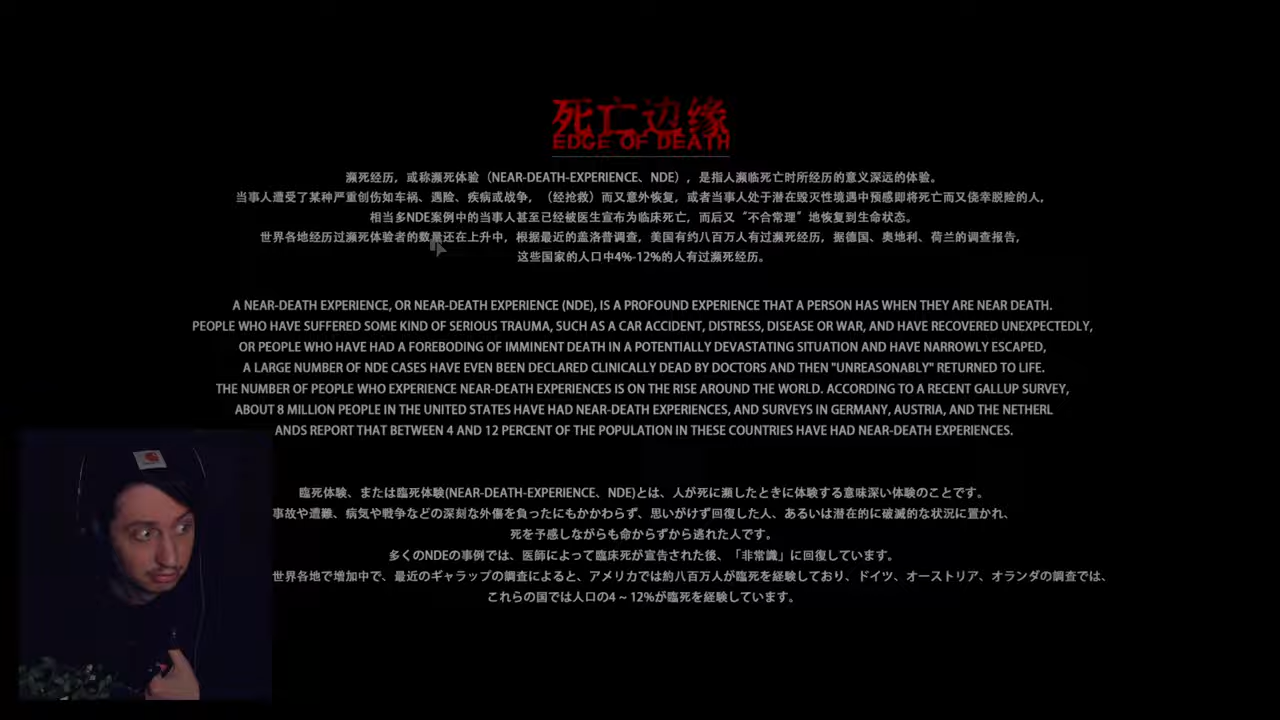 死亡边缘
EDGE OF DEATH
濒死经历，或称濒死体验（NEAR-DEATH-EXPERIENCE、NDE），是指人濒临死亡时所经历的意义深远的体验。
当事人遭受了某种严重创伤如车祸、遇险、疾病或战争，（经抢救）而又意外恢复，或者当事人处于潜在毁灭性境遇中预感即将死亡而又侥幸脱险的人，
相当多NDE案例中的当事人甚至已经被医生宣布为临床死亡，而后又“不合常理”地恢复到生命状态。
世界各地经历过濒死体验者的数量还在上升中，根据最近的盖洛普调查，美国有约八百万人有过濒死经历，据德国、奥地利、荷兰的调查报告，
这些国家的人口中4%-12%的人有过濒死经历。
A NEAR-DEATH EXPERIENCE, OR NEAR-DEATH EXPERIENCE (NDE), IS A PROFOUND EXPERIENCE THAT A PERSON HAS WHEN THEY ARE NEAR DEATH.
PEOPLE WHO HAVE SUFFERED SOME KIND OF SERIOUS TRAUMA, SUCH AS A CAR ACCIDENT, DISTRESS, DISEASE OR WAR, AND HAVE RECOVERED UNEXPECTEDLY,
OR PEOPLE WHO HAVE HAD A FOREBODING OF IMMINENT DEATH IN A POTENTIALLY DEVASTATING SITUATION AND HAVE NARROWLY ESCAPED,
A LARGE NUMBER OF NDE CASES HAVE EVEN BEEN DECLARED CLINICALLY DEAD BY DOCTORS AND THEN "UNREASONABLY" RETURNED TO LIFE.
THE NUMBER OF PEOPLE WHO EXPERIENCE NEAR-DEATH EXPERIENCES IS ON THE RISE AROUND THE WORLD. ACCORDING TO A RECENT GALLUP SURVEY,
ABOUT 8 MILLION PEOPLE IN THE UNITED STATES HAVE HAD NEAR-DEATH EXPERIENCES, AND SURVEYS IN GERMANY, AUSTRIA, AND THE NETHERL
ANDS REPORT THAT BETWEEN 4 AND 12 PERCENT OF THE POPULATION IN THESE COUNTRIES HAVE HAD NEAR-DEATH EXPERIENCES.
臨死体験、または臨死体験(NEAR-DEATH-EXPERIENCE、NDE)とは、人が死に瀕したときに体験する意味深い体験のことです。
事故や遭難、病気や戦争などの深刻な外傷を負ったにもかかわらず、思いがけず回復した人、あるいは潜在的に破滅的な状況に置かれ、
死を予感しながらも命からずから逃れた人です。
多くのNDEの事例では、医師によって臨床死が宣告された後、「非常識」に回復しています。
世界各地で増加中で、最近のギャラップの調査によると、アメリカでは約八百万人が臨死を経験しており、ドイツ、オーストリア、オランダの調査では、
これらの国では人口の4 ~ 12%が臨死を経験しています。